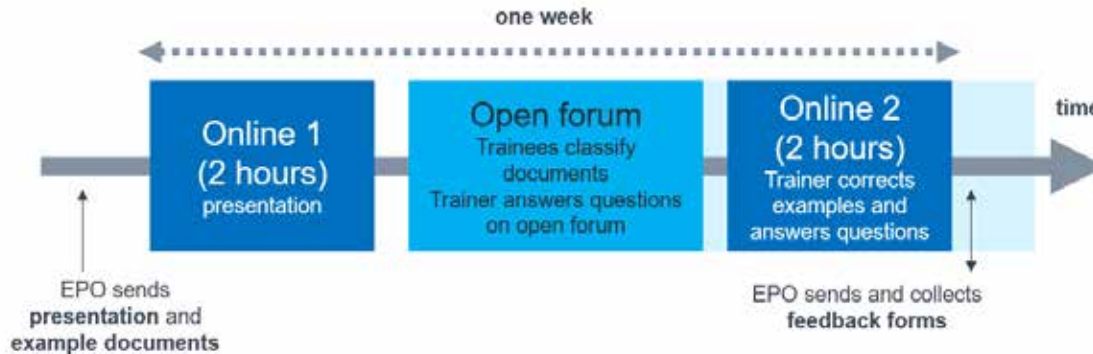 one week
Online 1
(2 hours)
presentation
Open forum
Trainees classify
documents
Trainer answers questions
on open forum
Online 2
(2 hours)
Trainer corrects
examples and
answers questions
time
EPO sends
presentation and
example documents
EPO sends and collects
feedback forms